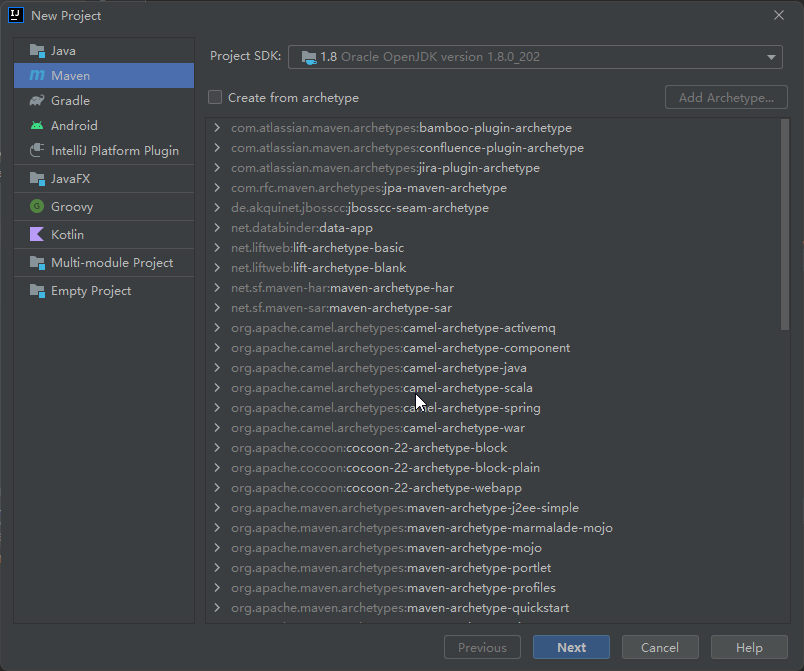 New Project
Java
Maven
Gradle
Android
IntelliJ Platform Plugin
JavaFX
Groovy
Kotlin
Multi-module Project
Empty Project
Project SDK: 1.8 Oracle OpenJDK version 1.8.0_202
Create from archetype
Add Archetype...
com.atlassian.maven.archetypes:bamboo-plugin-archetype
com.atlassian.maven.archetypes:confluence-plugin-archetype
com.atlassian.maven.archetypes:jira-plugin-archetype
com.rfc.maven.archetypes:jpa-maven-archetype
de.akquinet.jbosscc:jbosscc-seam-archetype
net.databinder:data-app
net.liftweb:lift-archetype-basic
net.liftweb:lift-archetype-blank
net.sf.maven-har:maven-archetype-har
net.sf.maven-sar:maven-archetype-sar
org.apache.camel.archetypes:camel-archetype-activemq
org.apache.camel.archetypes:camel-archetype-component
org.apache.camel.archetypes:camel-archetype-java
org.apache.camel.archetypes:camel-archetype-scala
org.apache.camel.archetypes:camel-archetype-spring
org.apache.camel.archetypes:camel-archetype-war
org.apache.cocoon:cocoon-22-archetype-block
org.apache.cocoon:cocoon-22-archetype-block-plain
org.apache.cocoon:cocoon-22-archetype-webapp
org.apache.maven.archetypes:maven-archetype-j2ee-simple
org.apache.maven.archetypes:maven-archetype-marmalade-mojo
org.apache.maven.archetypes:maven-archetype-mojo
org.apache.maven.archetypes:maven-archetype-portlet
org.apache.maven.archetypes:maven-archetype-profiles
org.apache.maven.archetypes:maven-archetype-quickstart
Previous
Next
Cancel
Help